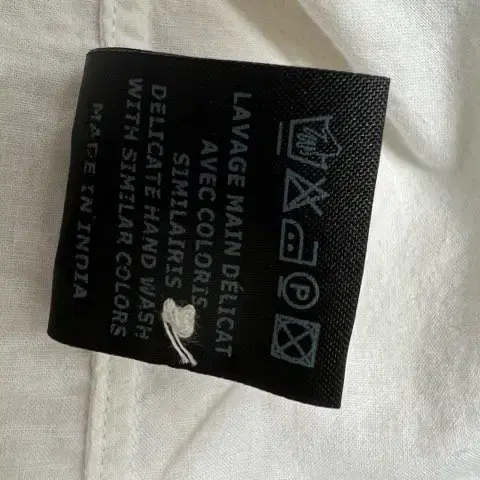 P
LAVAGE MAIN DÉLICAT
AVEC COLORIS
SIMILAIRIS
DELICATE HAND WASH
WITH SIMILAR COLORS
MADE IN INDIA